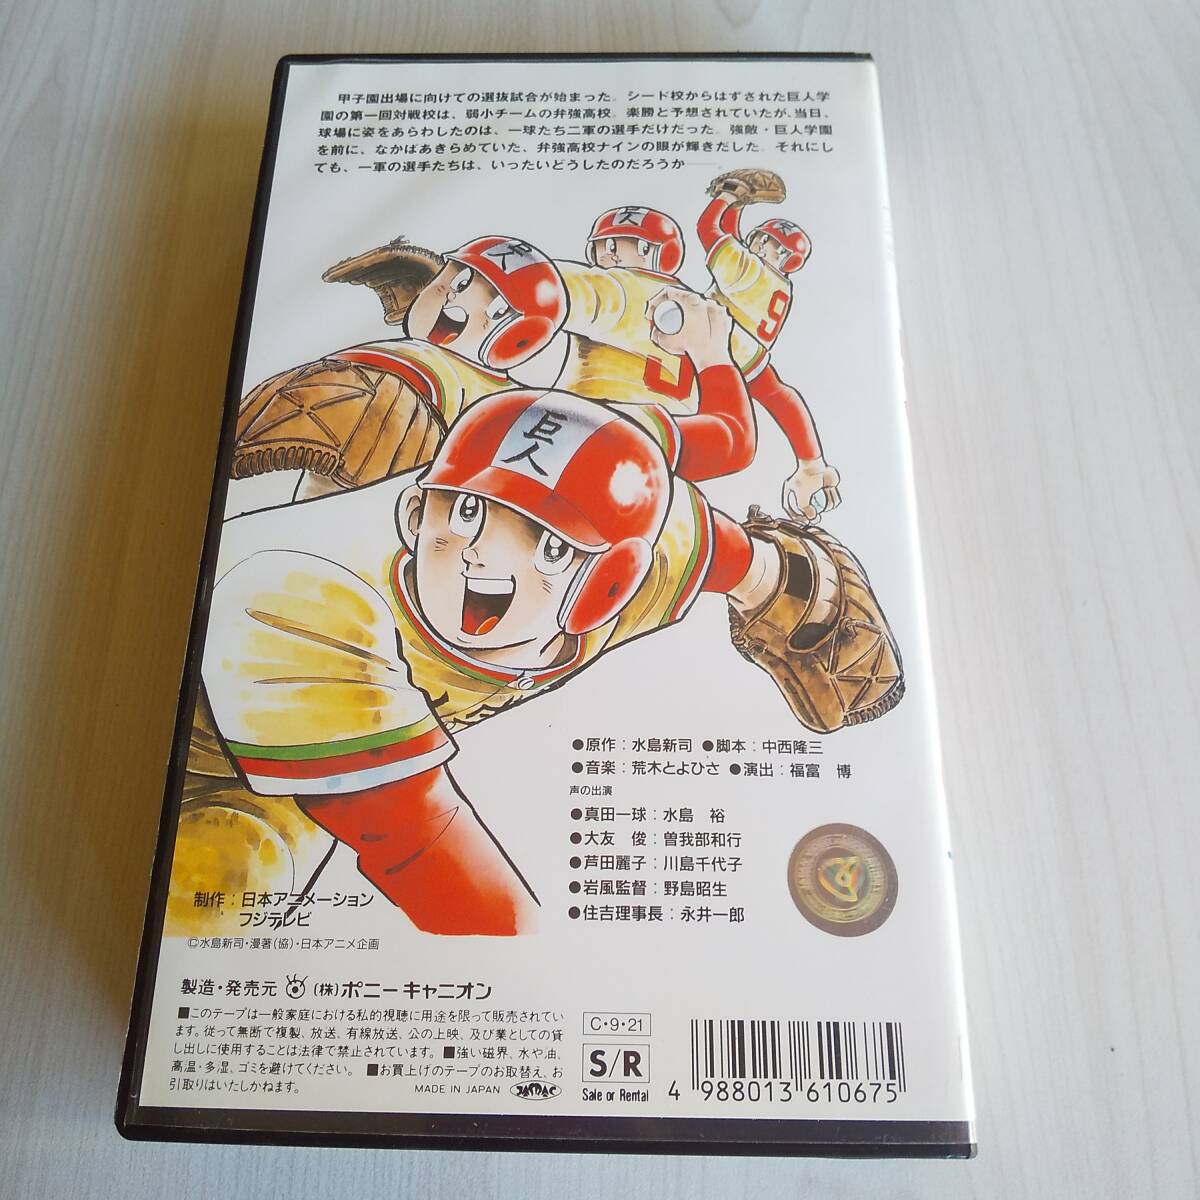 甲子園出場に向けての選抜試合が始まった。シード校からはずされた巨人学
園の第一回対戦校は、弱小チームの弁強高校。楽勝と予想されていたが、当日、
球場に姿をあらわしたのは、一球たち二軍の選手だけだった。強敵・巨人学園
を前に、なかばあきらめていた、弁強高校ナインの眼が輝きだした。それにし
ても、一軍の選手たちは、いったいどうしたのだろうか──。
巨人
巨人
巨人
巨人
9
●原作：水島新司 ●脚本：中西隆三
●音楽：荒木とよひさ ●演出：福富 博
声の出演
●真田一球：水島 裕
●大友 俊：曽我部和行
●芦田麗子：川島千代子
●岩風監督：野島昭生
●住吉理事長：永井一郎
制作：日本アニメーション
フジテレビ
©水島新司・漫著(協)・日本アニメ企画
製造・発売元 (株)ポニーキャニオン
■このテープは一般家庭における私的視聴に用途を限って販売されてい
ます。従って無断で複製、放送、有線放送、公の上映、及び業としての貸
し出しに使用することは法律で禁止されています。■強い磁界、水や油、
高温・多湿、ゴミを避けてください。 ■お買上げのテープのお取替え、お
引取りはいたしかねます。
MADE IN JAPAN JASRAC
C・9・21
S/R
Sale or Rental
4 988013 610675